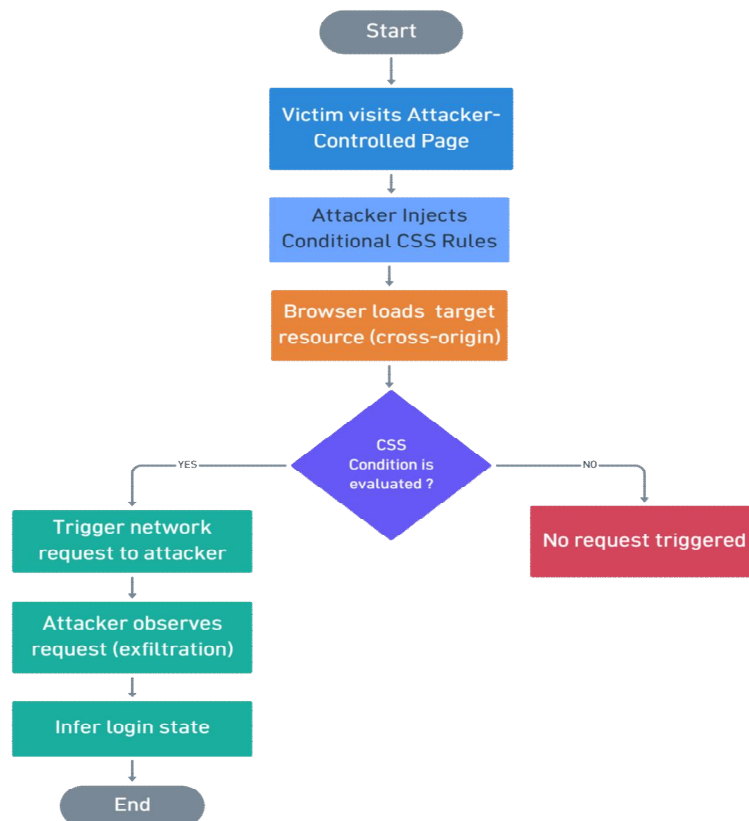 Start
Victim visits Attacker-
Controlled Page
Attacker Injects
Conditional CSS Rules
Browser loads target
resource (cross-origin)
CSS
Condition is
evaluated ?
YES
NO
Trigger network
request to attacker
No request triggered
Attacker observes
request (exfiltration)
Infer login state
End